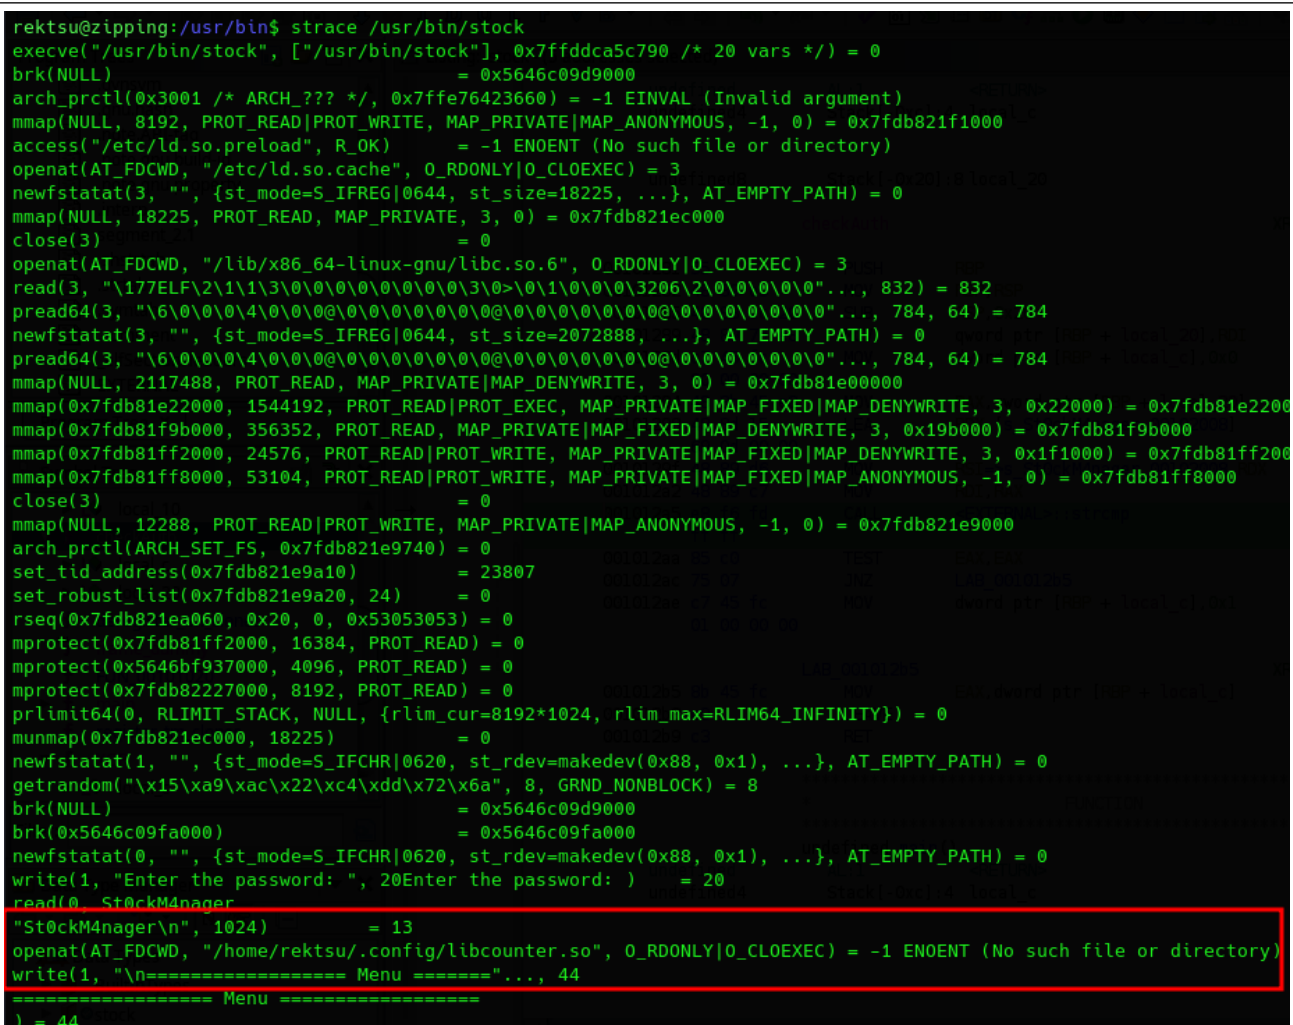 rektsu@zipping:/usr/bin$ strace /usr/bin/stock
execve("/usr/bin/stock", ["/usr/bin/stock"], 0x7ffddca5c790 /* 20 vars */) = 0
brk(NULL) = 0x5646c09d9000
arch_prctl(0x3001 /* ARCH_??? */, 0x7ffe76423660) = -1 EINVAL (Invalid argument)
mmap(NULL, 8192, PROT_READ|PROT_WRITE, MAP_PRIVATE|MAP_ANONYMOUS, -1, 0) = 0x7fdb821f1000
access("/etc/ld.so.preload", R_OK) = -1 ENOENT (No such file or directory)
openat(AT_FDCWD, "/etc/ld.so.cache", O_RDONLY|O_CLOEXEC) = 3
newfstatat(3, "", {st_mode=S_IFREG|0644, st_size=18225, ...}, AT_EMPTY_PATH) = 0
mmap(NULL, 18225, PROT_READ, MAP_PRIVATE, 3, 0) = 0x7fdb821ec000
close(3) = 0
openat(AT_FDCWD, "/lib/x86_64-linux-gnu/libc.so.6", O_RDONLY|O_CLOEXEC) = 3
read(3, "\177ELF\2\1\1\3\0\0\0\0\0\0\0\0\3\0>\0\1\0\0\0\3206\2\0\0\0\0\0"..., 832) = 832
pread64(3, "\6\0\0\0\4\0\0\0@\0\0\0\0\0\0\0@\0\0\0\0\0\0\0@\0\0\0\0\0\0\0"..., 784, 64) = 784
newfstatat(3, "", {st_mode=S_IFREG|0644, st_size=2072888, ...}, AT_EMPTY_PATH) = 0
pread64(3, "\6\0\0\0\4\0\0\0@\0\0\0\0\0\0\0@\0\0\0\0\0\0\0@\0\0\0\0\0\0\0"..., 784, 64) = 784
mmap(NULL, 2117488, PROT_READ, MAP_PRIVATE|MAP_DENYWRITE, 3, 0) = 0x7fdb81e00000
mmap(0x7fdb81e22000, 1544192, PROT_READ|PROT_EXEC, MAP_PRIVATE|MAP_FIXED|MAP_DENYWRITE, 3, 0x22000) = 0x7fdb81e2200
mmap(0x7fdb81f9b000, 356352, PROT_READ, MAP_PRIVATE|MAP_FIXED|MAP_DENYWRITE, 3, 0x19b000) = 0x7fdb81f9b000
mmap(0x7fdb81ff2000, 24576, PROT_READ|PROT_WRITE, MAP_PRIVATE|MAP_FIXED|MAP_DENYWRITE, 3, 0x1f1000) = 0x7fdb81ff200
mmap(0x7fdb81ff8000, 53104, PROT_READ|PROT_WRITE, MAP_PRIVATE|MAP_FIXED|MAP_ANONYMOUS, -1, 0) = 0x7fdb81ff8000
close(3) = 0
mmap(NULL, 12288, PROT_READ|PROT_WRITE, MAP_PRIVATE|MAP_ANONYMOUS, -1, 0) = 0x7fdb821e9000
arch_prctl(ARCH_SET_FS, 0x7fdb821e9740) = 0
set_tid_address(0x7fdb821e9a10) = 23807
set_robust_list(0x7fdb821e9a20, 24) = 0
rseq(0x7fdb821ea060, 0x20, 0, 0x53053053) = 0
mprotect(0x7fdb81ff2000, 16384, PROT_READ) = 0
mprotect(0x5646bf937000, 4096, PROT_READ) = 0
mprotect(0x7fdb82227000, 8192, PROT_READ) = 0
prlimit64(0, RLIMIT_STACK, NULL, {rlim_cur=8192*1024, rlim_max=RLIM64_INFINITY}) = 0
munmap(0x7fdb821ec000, 18225) = 0
newfstatat(1, "", {st_mode=S_IFCHR|0620, st_rdev=makedev(0x88, 0x1), ...}, AT_EMPTY_PATH) = 0
getrandom("\x15\xa9\xac\x22\xc4\xdd\x72\x6a", 8, GRND_NONBLOCK) = 8
brk(NULL) = 0x5646c09d9000
brk(0x5646c09fa000) = 0x5646c09fa000
newfstatat(0, "", {st_mode=S_IFCHR|0620, st_rdev=makedev(0x88, 0x1), ...}, AT_EMPTY_PATH) = 0
write(1, "Enter the password: ", 20Enter the password: ) = 20
read(0, St0ckM4nager
"St0ckM4nager\n", 1024) = 13
openat(AT_FDCWD, "/home/rektsu/.config/libcounter.so", O_RDONLY|O_CLOEXEC) = -1 ENOENT (No such file or directory)
write(1, "\n================== Menu ======="..., 44
================== Menu ==================
) = 44